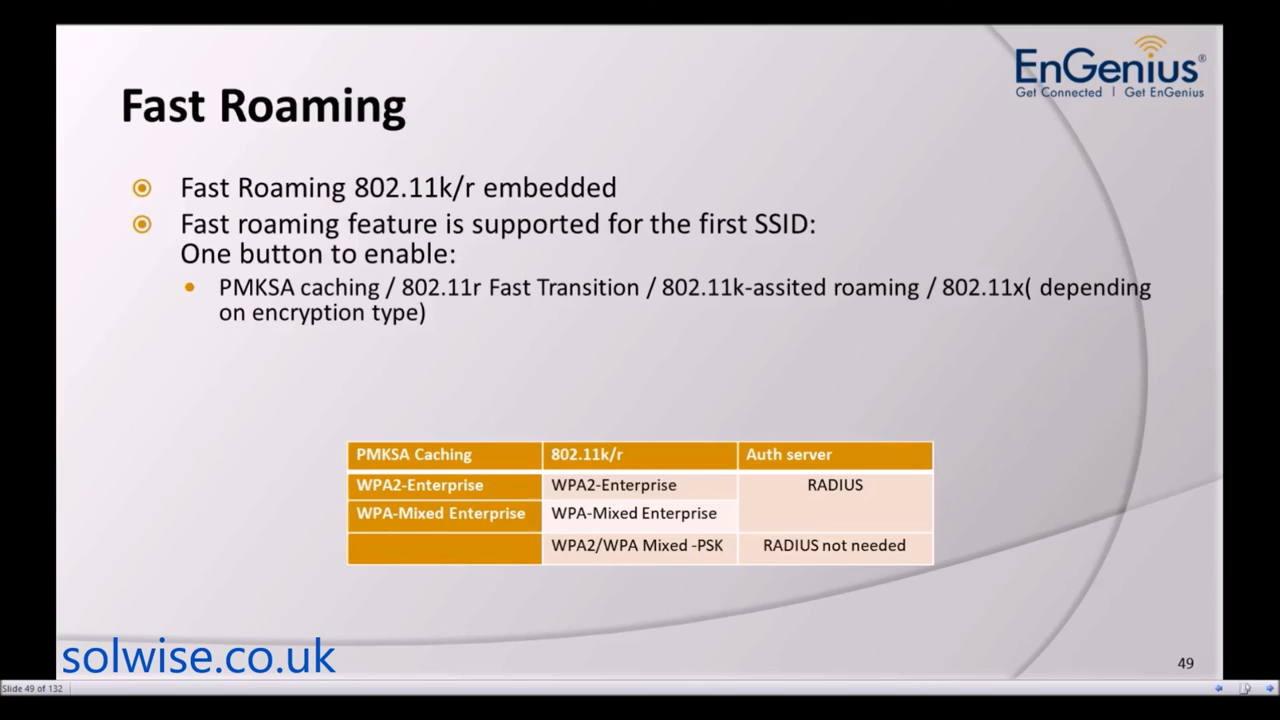 EnGenius®
Get Connected | Get EnGenius
Fast Roaming
Fast Roaming 802.11k/r embedded
Fast roaming feature is supported for the first SSID:
One button to enable:
PMKSA caching / 802.11r Fast Transition / 802.11k-assited roaming / 802.11x( depending
on encryption type)
PMKSA Caching 802.11k/r Auth server
WPA2-Enterprise WPA2-Enterprise RADIUS
WPA-Mixed Enterprise WPA-Mixed Enterprise
WPA2/WPA Mixed -PSK RADIUS not needed
solwise.co.uk
49
Slide 49 of 132